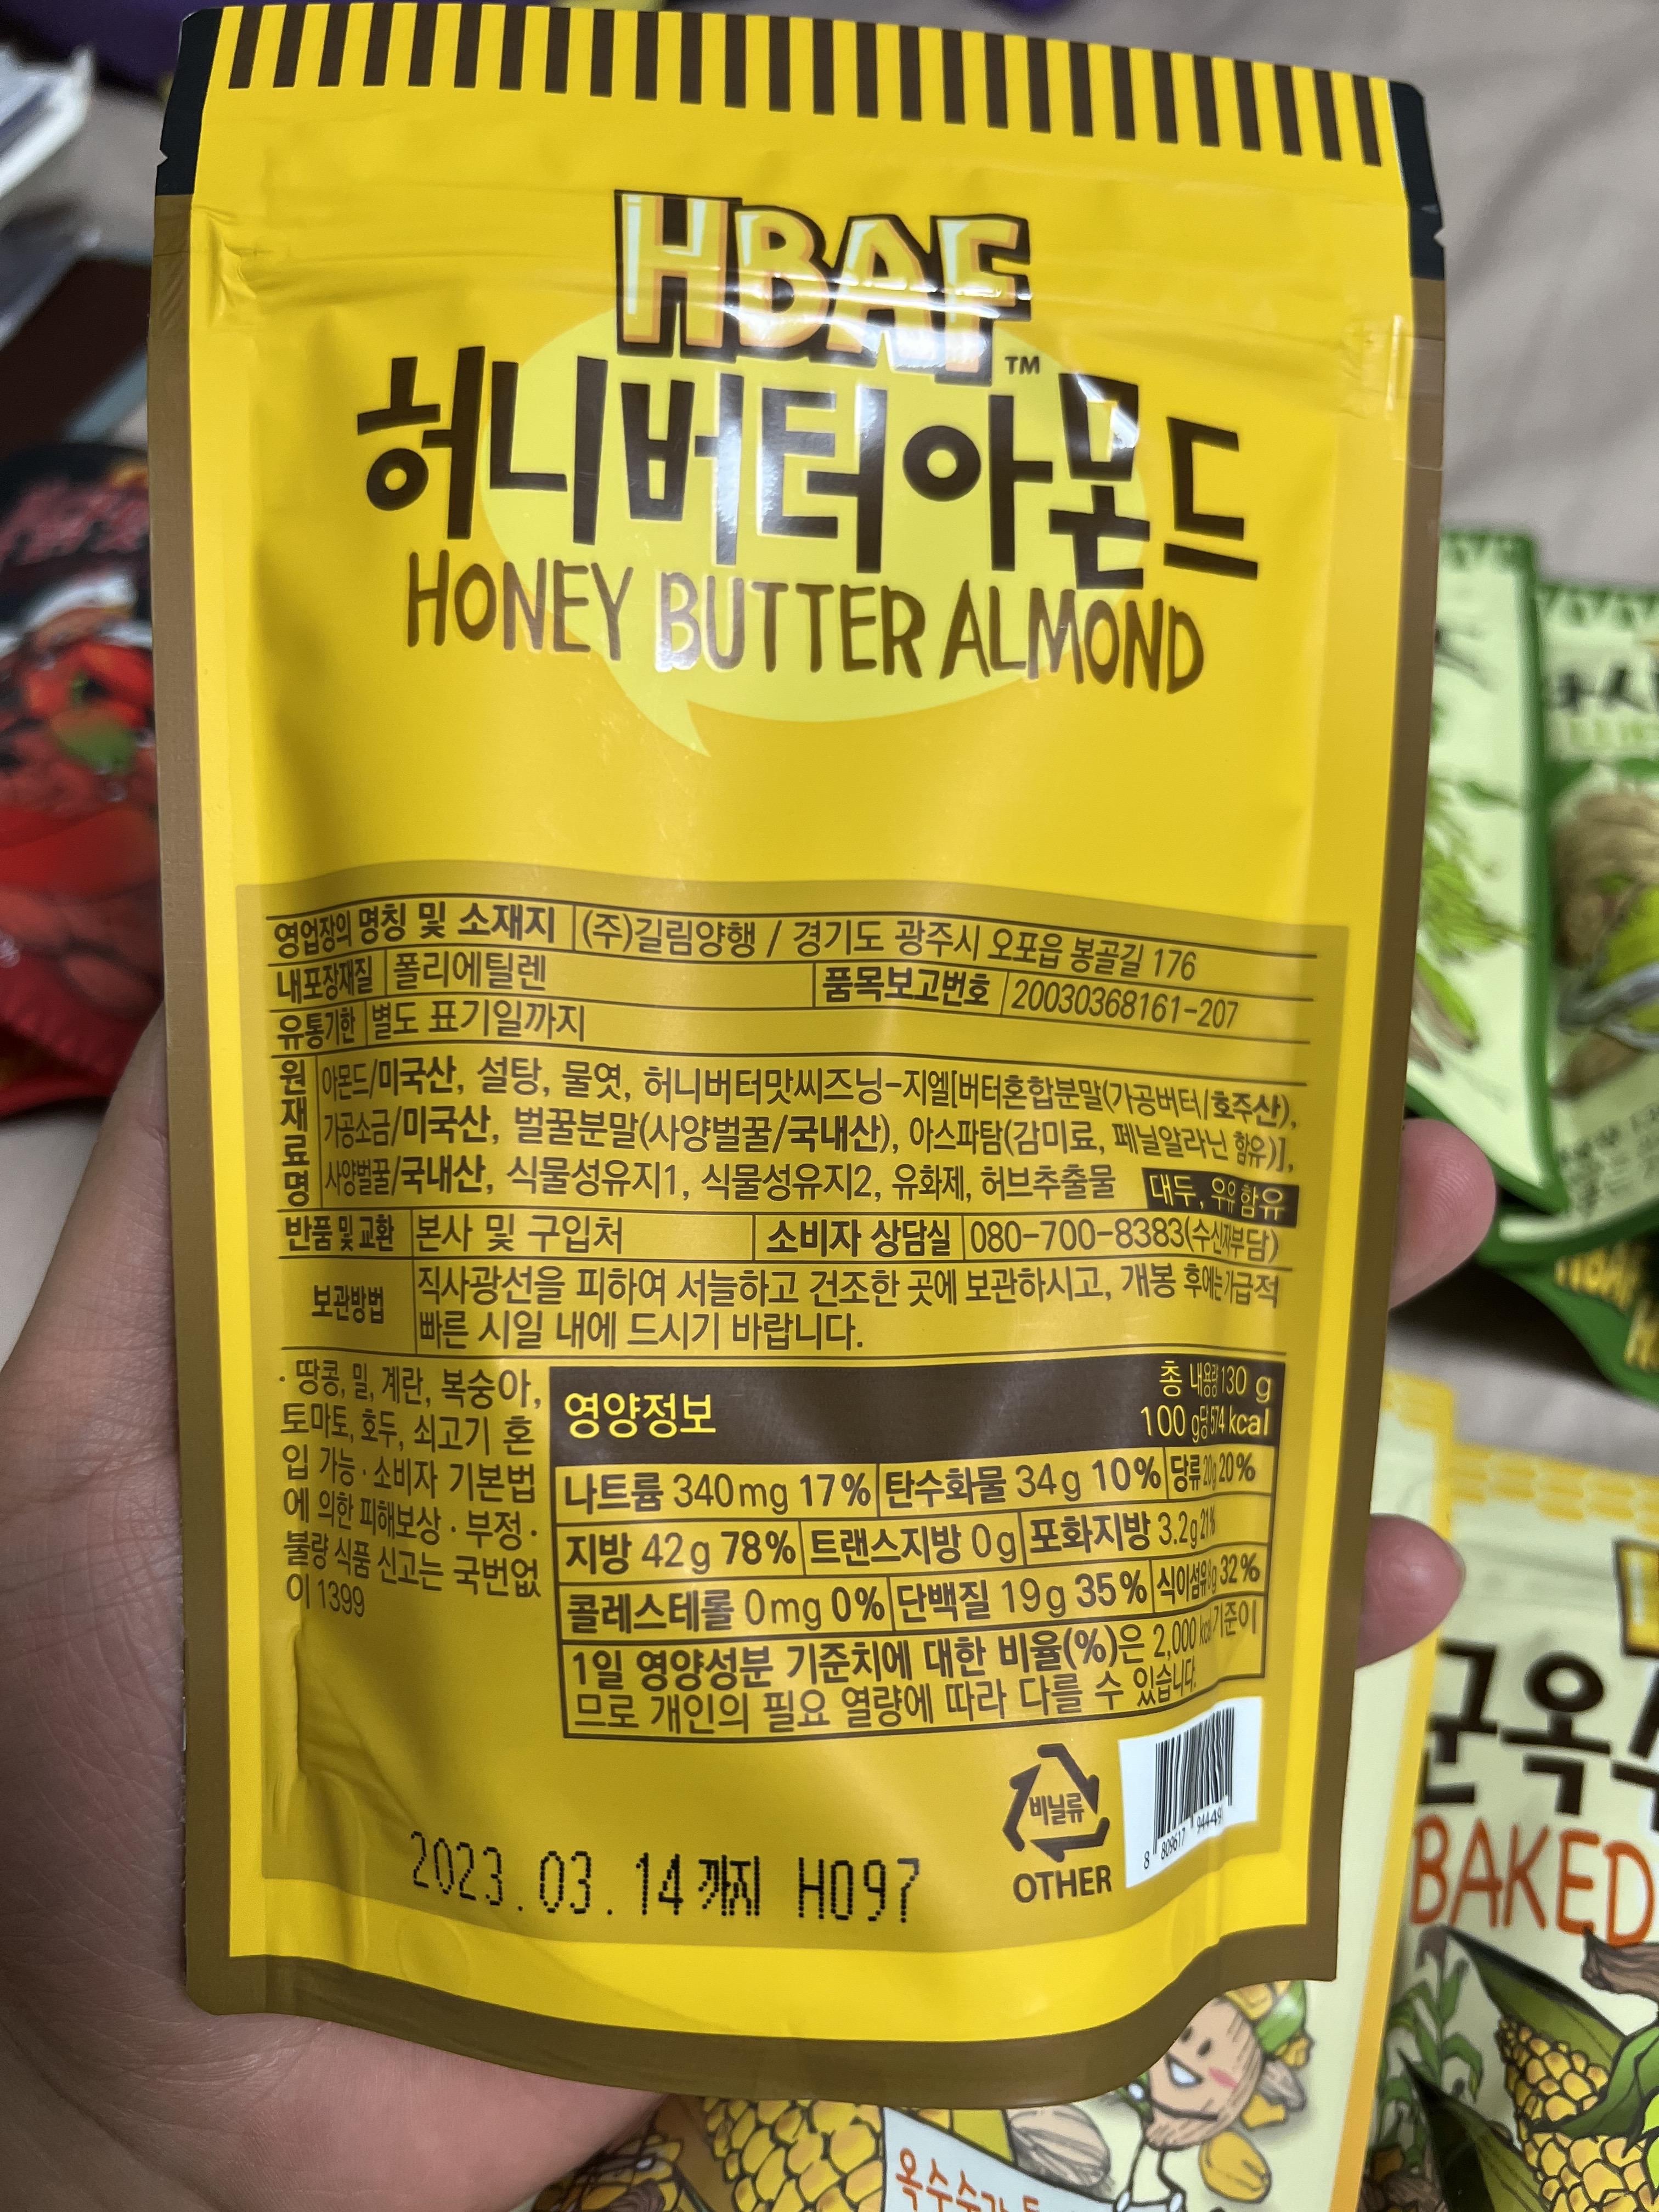 HBAF
TM
허니버터아몬드
HONEY BUTTER ALMOND
영업장의 명칭 및 소재지 (주)길림양행 / 경기도 광주시 오포읍 봉골길 176
내포장재질 폴리에틸렌 품목보고번호 20030368161-207
유통기한 별도 표기일까지
원재료명 아몬드/미국산, 설탕, 물엿, 허니버터맛씨즈닝-지엘[버터혼합분말(가공버터/호주산),
가공소금/미국산, 벌꿀분말(사양벌꿀/국내산), 아스파탐(감미료, 페닐알라닌 함유)],
사양벌꿀/국내산, 식물성유지1, 식물성유지2, 유화제, 허브추출물 대두, 우유 함유
반품 및 교환 본사 및 구입처 소비자 상담실 080-700-8383(수신자부담)
보관방법 직사광선을 피하여 서늘하고 건조한 곳에 보관하시고, 개봉 후에는 가급적
빠른 시일 내에 드시기 바랍니다.
· 땅콩, 밀, 계란, 복숭아,
토마토, 호두, 쇠고기 혼
입 가능 · 소비자 기본법
에 의한 피해보상 · 부정 ·
불량 식품 신고는 국번없
이 1399
영양정보
총 내용량 130 g
100 g당 574 kcal
나트륨 340mg 17% 탄수화물 34g 10% 당류 20g 20%
지방 42g 78% 트랜스지방 0g 포화지방 3.2g 21%
콜레스테롤 0mg 0% 단백질 19g 35% 식이섬유 8g 32%
1일 영양성분 기준치에 대한 비율(%)은 2,000 kcal 기준이
므로 개인의 필요 열량에 따라 다를 수 있습니다.
비닐류
OTHER
8 809617 944491
2023.03.14 까지 H097
BAKED